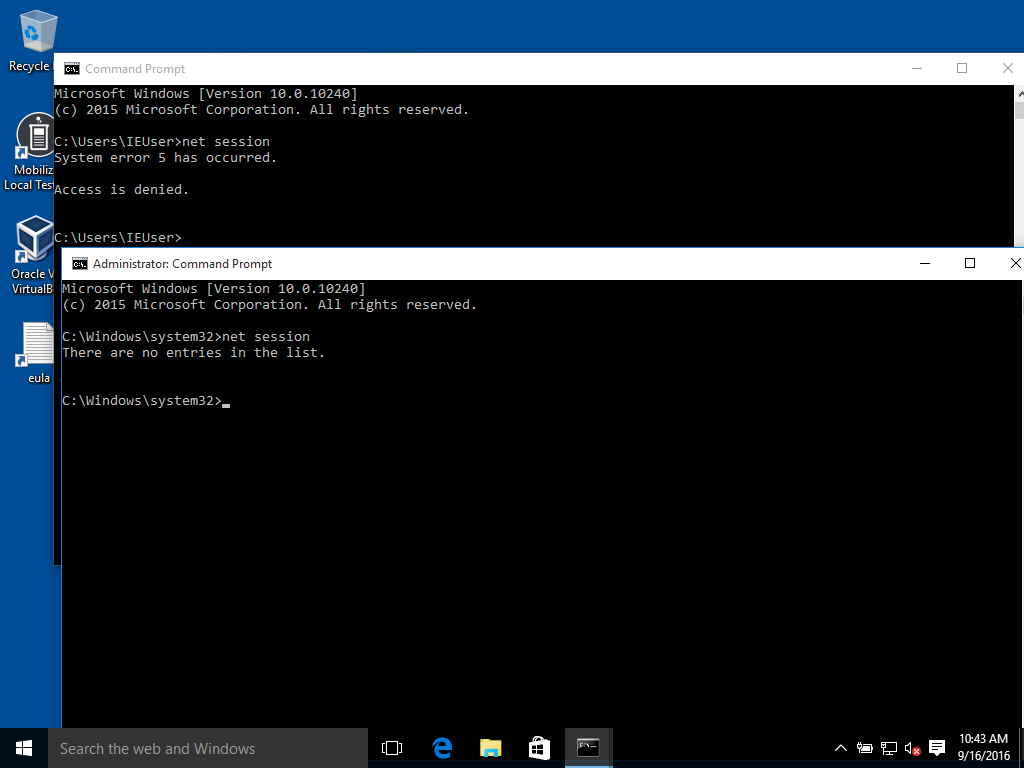 Recycle
Command Prompt
Microsoft Windows [Version 10.0.10240]
(c) 2015 Microsoft Corporation. All rights reserved.
C:\Users\IEUser>net session
System error 5 has occurred.
Access is denied.
C:\Users\IEUser>
Mobiliz
Local Test
Oracle V
VirtualB
eula
Administrator: Command Prompt
Microsoft Windows [Version 10.0.10240]
(c) 2015 Microsoft Corporation. All rights reserved.
C:\Windows\system32>net session
There are no entries in the list.
C:\Windows\system32>
Search the web and Windows
10:43 AM
9/16/2016